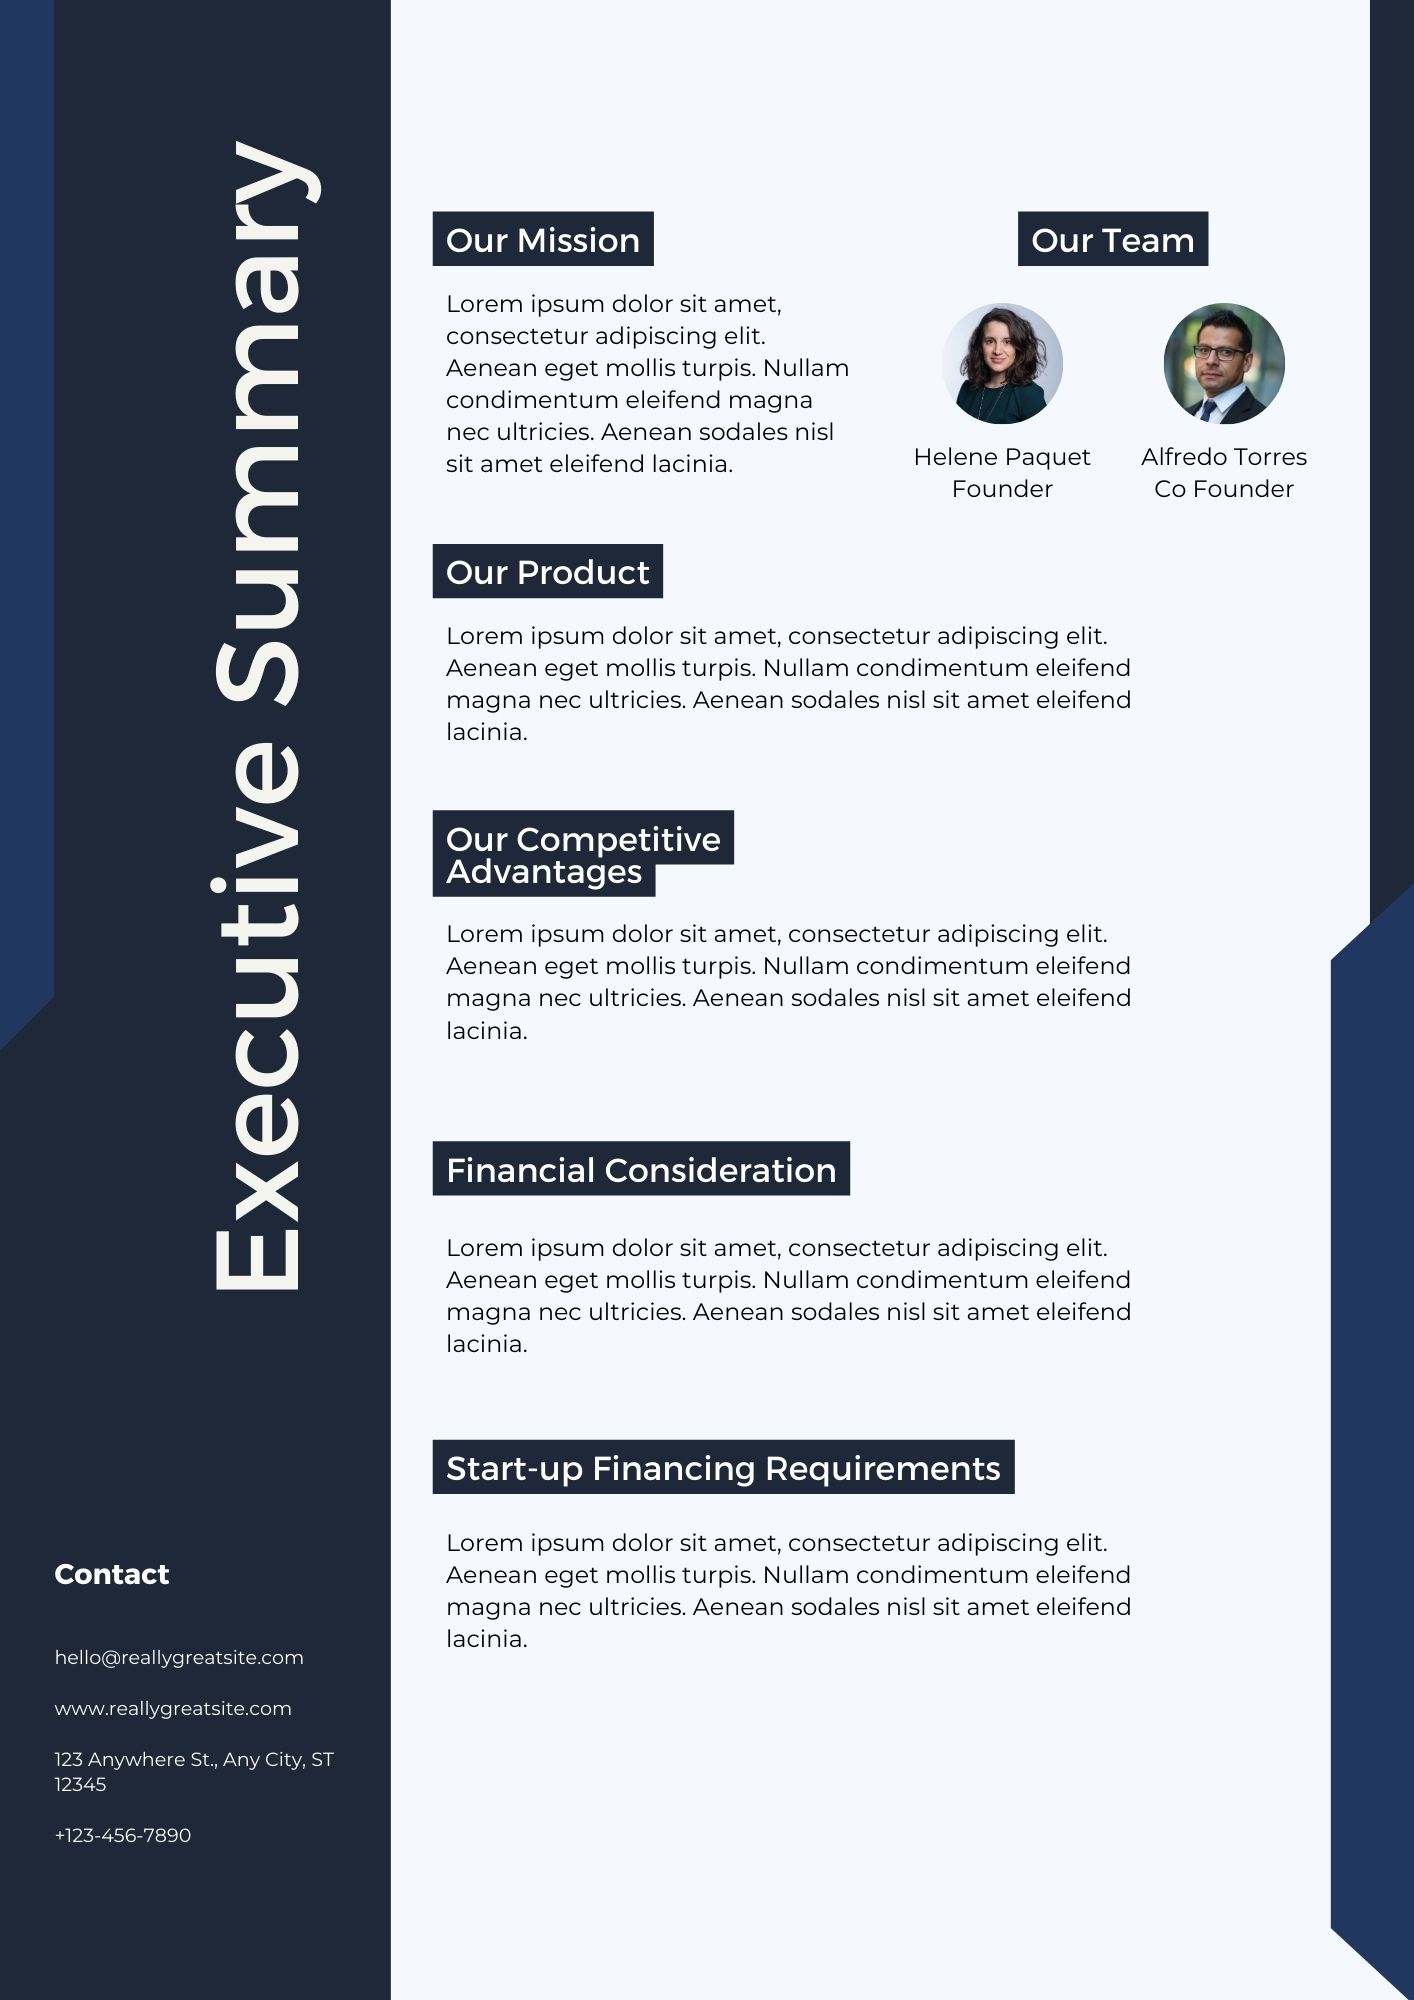 Executive Summary
Our Mission
Lorem ipsum dolor sit amet,
consectetur adipiscing elit.
Aenean eget mollis turpis. Nullam
condimentum eleifend magna
nec ultricies. Aenean sodales nisl
sit amet eleifend lacinia.
Our Team
Helene Paquet
Founder
Alfredo Torres
Co Founder
Our Product
Lorem ipsum dolor sit amet, consectetur adipiscing elit.
Aenean eget mollis turpis. Nullam condimentum eleifend
magna nec ultricies. Aenean sodales nisl sit amet eleifend
lacinia.
Our Competitive
Advantages
Lorem ipsum dolor sit amet, consectetur adipiscing elit.
Aenean eget mollis turpis. Nullam condimentum eleifend
magna nec ultricies. Aenean sodales nisl sit amet eleifend
lacinia.
Financial Consideration
Lorem ipsum dolor sit amet, consectetur adipiscing elit.
Aenean eget mollis turpis. Nullam condimentum eleifend
magna nec ultricies. Aenean sodales nisl sit amet eleifend
lacinia.
Start-up Financing Requirements
Lorem ipsum dolor sit amet, consectetur adipiscing elit.
Aenean eget mollis turpis. Nullam condimentum eleifend
magna nec ultricies. Aenean sodales nisl sit amet eleifend
lacinia.
Contact
hello@reallygreatsite.com
www.reallygreatsite.com
123 Anywhere St., Any City, ST
12345
+123-456-7890